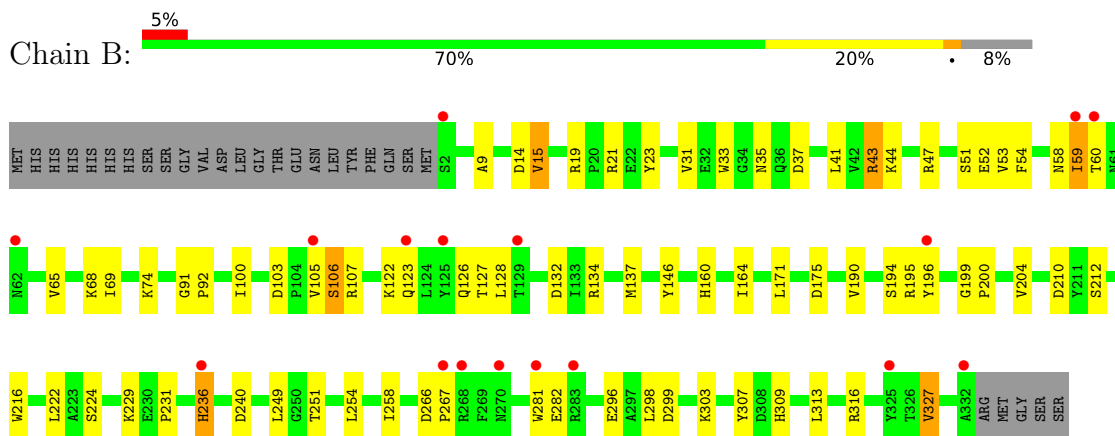 5%
Chain B:
70% 20% • 8%
MET HIS HIS HIS HIS HIS HIS SER SER GLY VAL ASP LEU GLY THR GLU ASN LEU TYR PHE GLN SER MET S2 A9 D14 V15 R19 P20 R21 E22 Y23 V31 E32 W33 G34 N35 Q36 D37 L41 V42 R43 K44 R47 S51 E52 V53 F54 N58 I59 T60 N61
N62 V65 K68 I69 K74 G91 P92 I100 D103 P104 V105 S106 R107 K122 Q123 L124 Y125 Q126 T127 L128 T129 D132 I133 R134 M137 Y146 H160 I164 L171 D175 V190 S194 R195 Y196 G199 P200 V204 D210 Y211 S212
W216 L222 A223 S224 K229 E230 P231 H236 D240 L249 G250 T251 L254 I258 D266 P267 R268 F269 N270 W281 E282 R283 E296 A297 L298 D299 K303 Y307 D308 H309 L313 R316 Y325 T326 V327 A332 ARG MET GLY SER SER